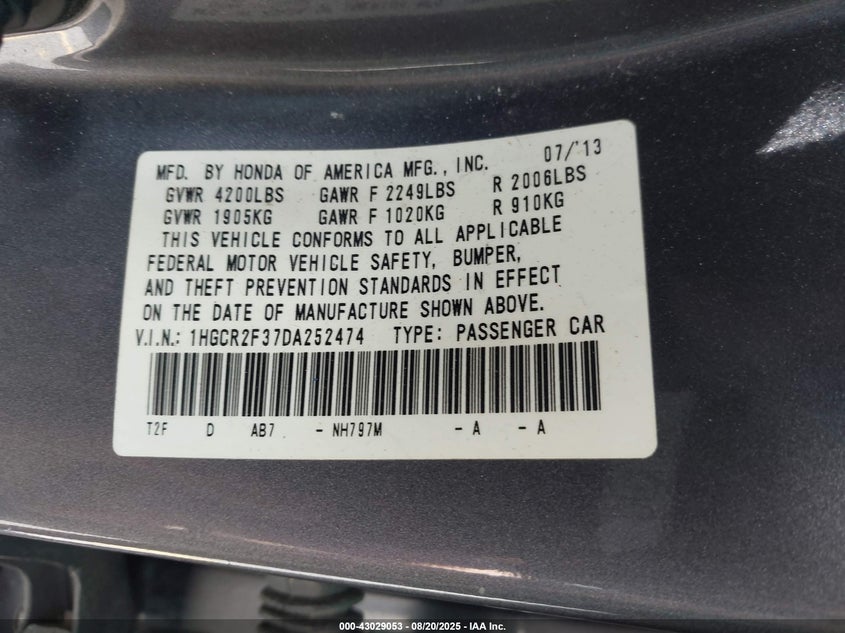 MFD. BY HONDA OF AMERICA MFG., INC. 07/'13
GVWR 4200LBS GAWR F 2249LBS R 2006LBS
GVWR 1905KG GAWR F 1020KG R 910KG
THIS VEHICLE CONFORMS TO ALL APPLICABLE
FEDERAL MOTOR VEHICLE SAFETY, BUMPER,
AND THEFT PREVENTION STANDARDS IN EFFECT
ON THE DATE OF MANUFACTURE SHOWN ABOVE.
V.I.N.: 1HGCR2F37DA252474 TYPE: PASSENGER CAR
T2F D AB7 - NH797M - A - A
000-43029053 - 08/20/2025 - IAA Inc.